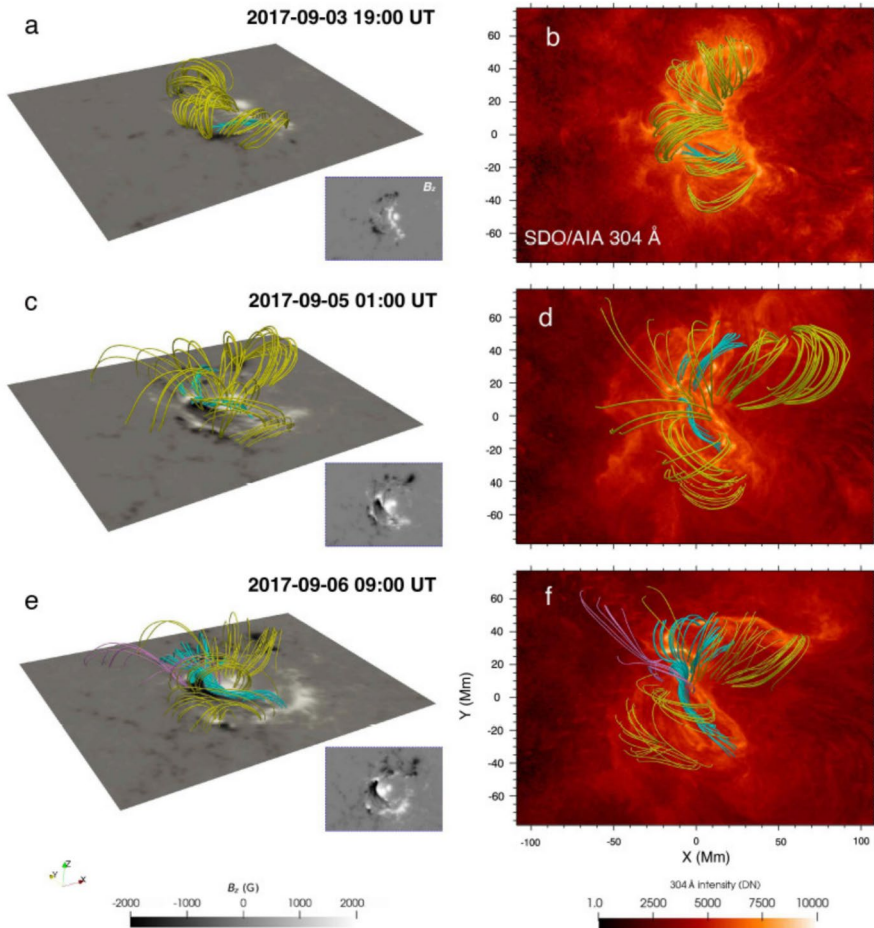 a
2017-09-03 19:00 UT
Bz
b
60
40
20
0
-20
-40
-60
SDO/AIA 304 Å
c
2017-09-05 01:00 UT
d
60
40
20
0
-20
-40
-60
e
2017-09-06 09:00 UT
f
60
40
20
0
-20
-40
-60
Y (Mm)
-100 -50 0 50 100
X (Mm)
Z
Y X
Bz (G)
-2000 -1000 0 1000 2000
304 Å intensity (DN)
1.0 2500 5000 7500 10000